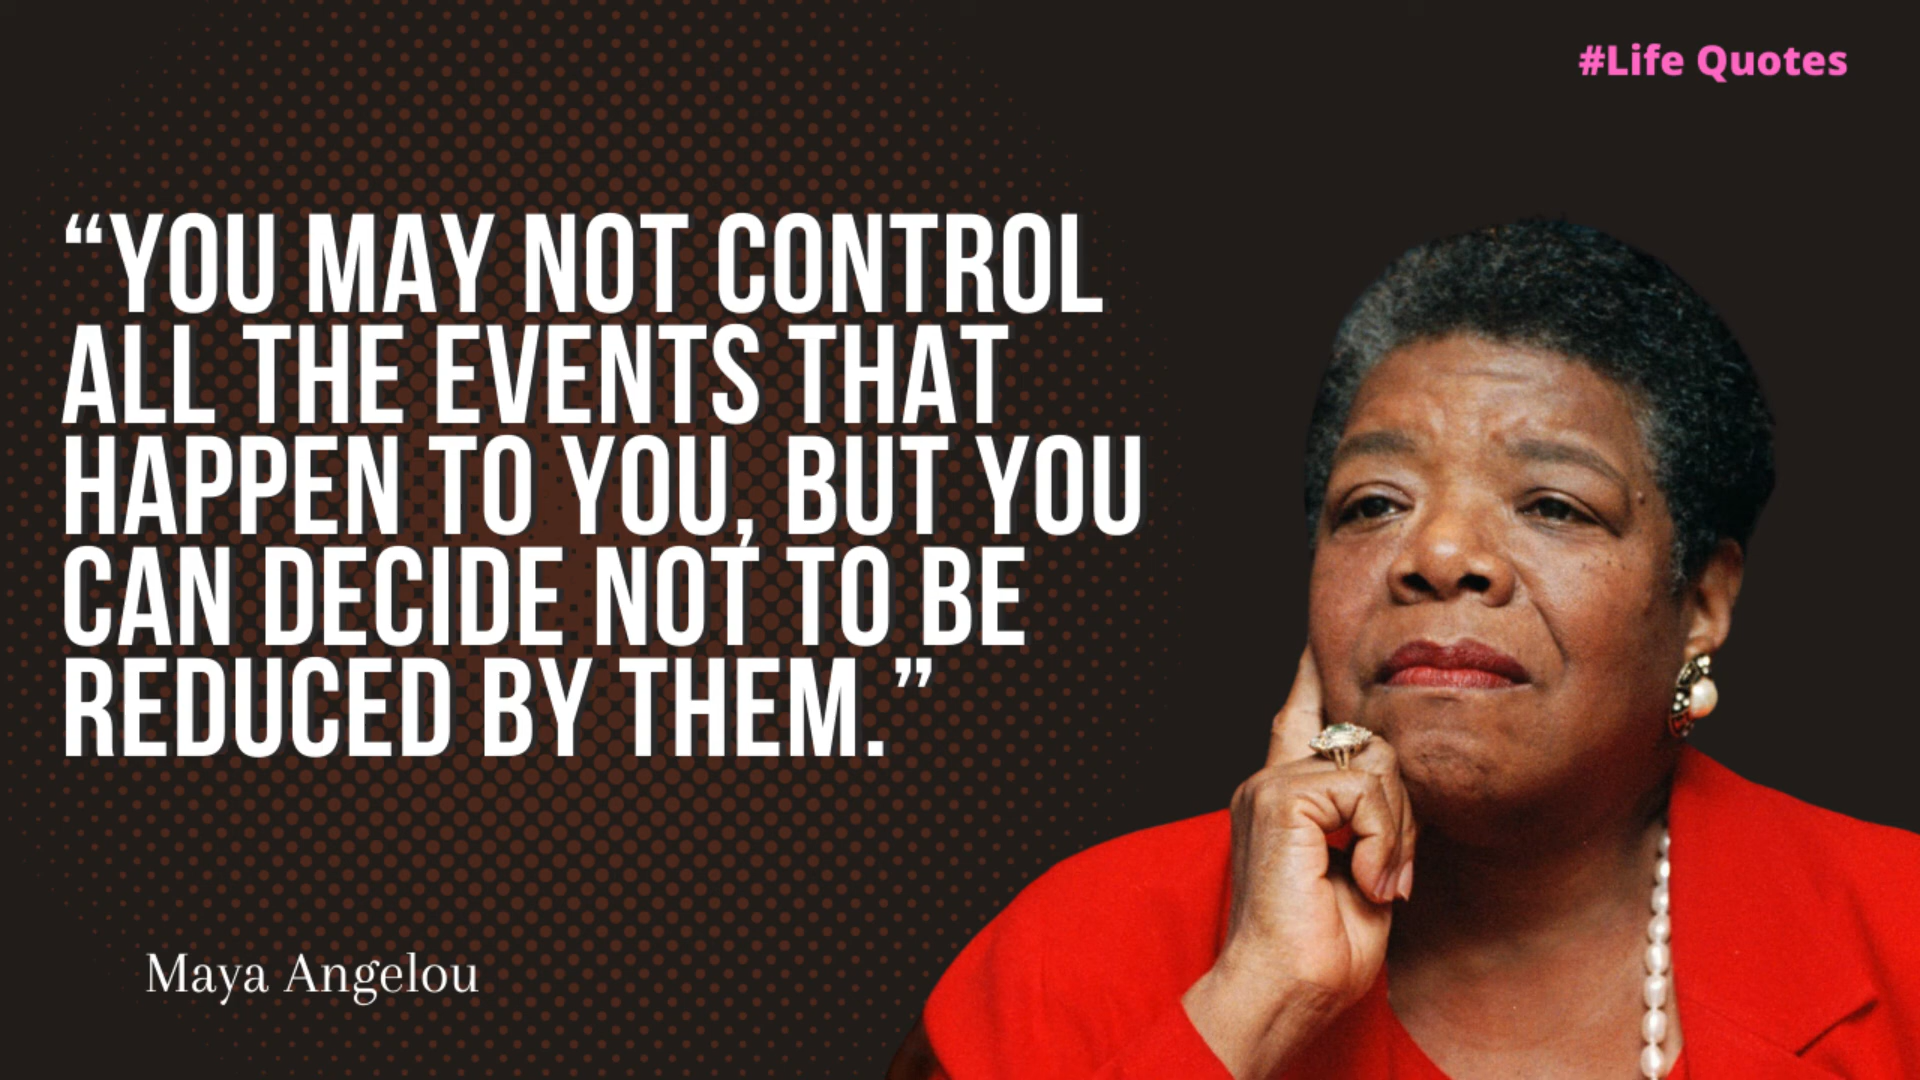 #Life Quotes
“YOU MAY NOT CONTROL
ALL THE EVENTS THAT
HAPPEN TO YOU, BUT YOU
CAN DECIDE NOT TO BE
REDUCED BY THEM.”
Maya Angelou